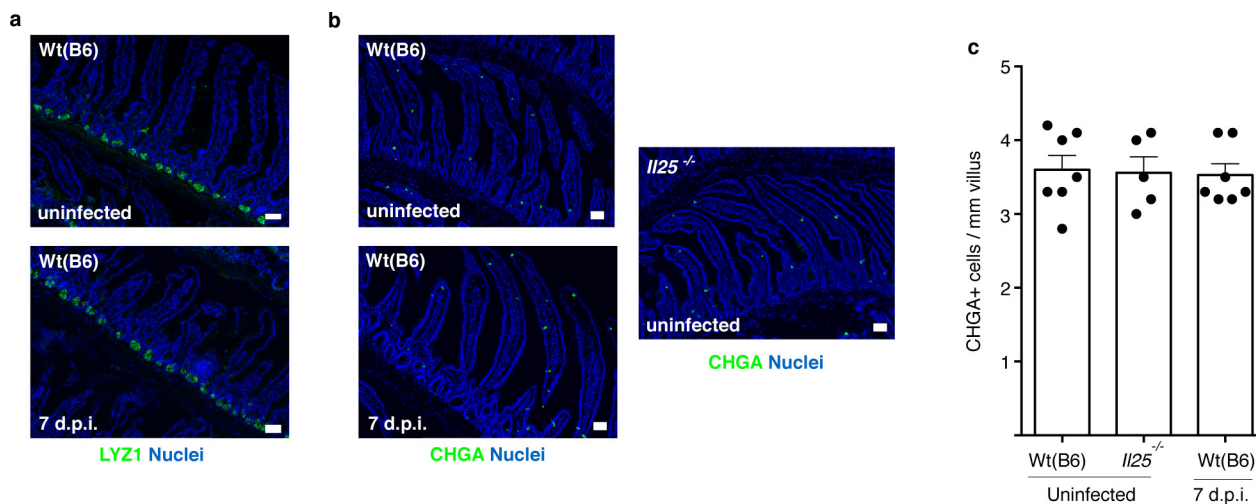 a
Wt(B6)
uninfected
Wt(B6)
7 d.p.i.
LYZ1 Nuclei
b
Wt(B6)
uninfected
Wt(B6)
7 d.p.i.
CHGA Nuclei
Il25 -/-
uninfected
CHGA Nuclei
c
CHGA+ cells / mm villus
5
4
3
2
1
Wt(B6) Il25-/- Wt(B6)
Uninfected 7 d.p.i.